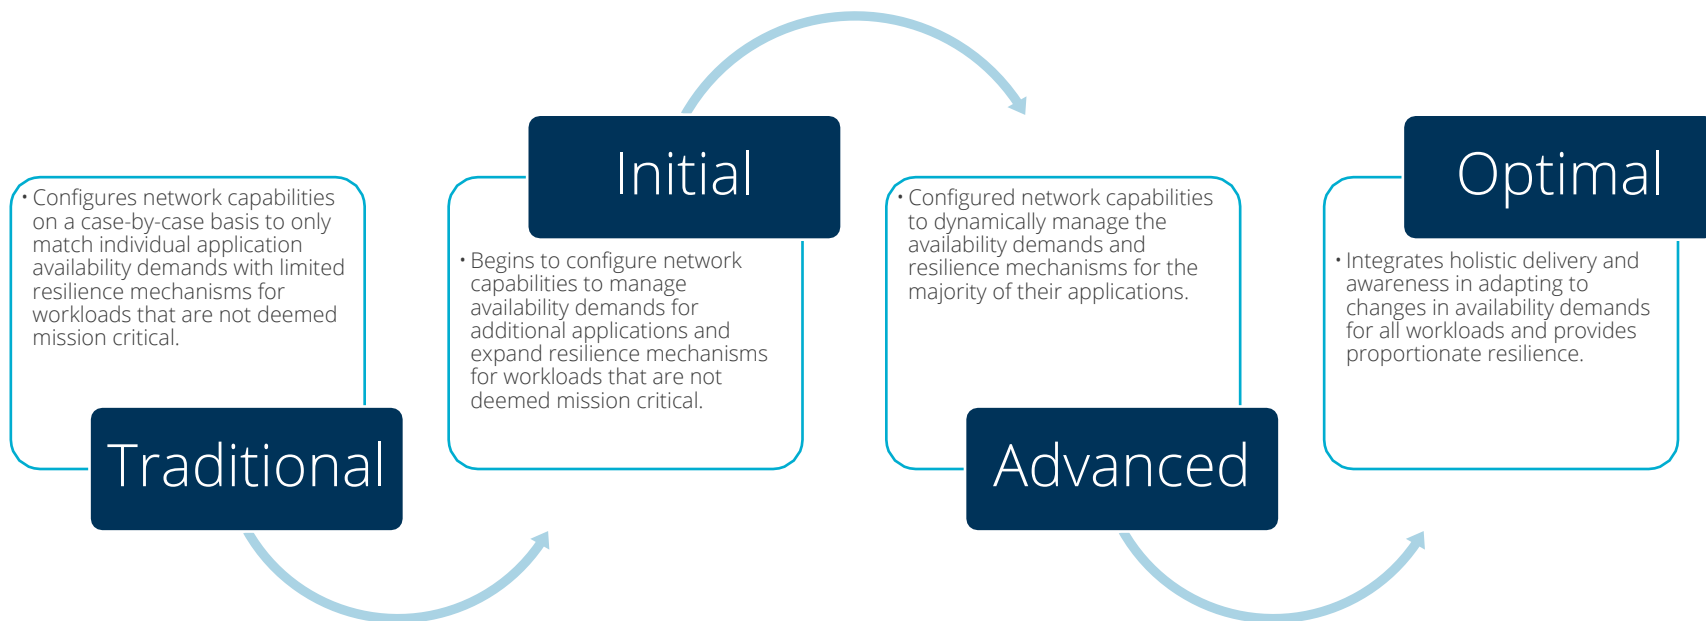 • Configures network capabilities
on a case-by-case basis to only
match individual application
availability demands with limited
resilience mechanisms for
workloads that are not deemed
mission critical.
Traditional
Initial
• Begins to configure network
capabilities to manage
availability demands for
additional applications and
expand resilience mechanisms
for workloads that are not
deemed mission critical.
• Configured network capabilities
to dynamically manage the
availability demands and
resilience mechanisms for the
majority of their applications.
Advanced
Optimal
• Integrates holistic delivery and
awareness in adapting to
changes in availability demands
for all workloads and provides
proportionate resilience.